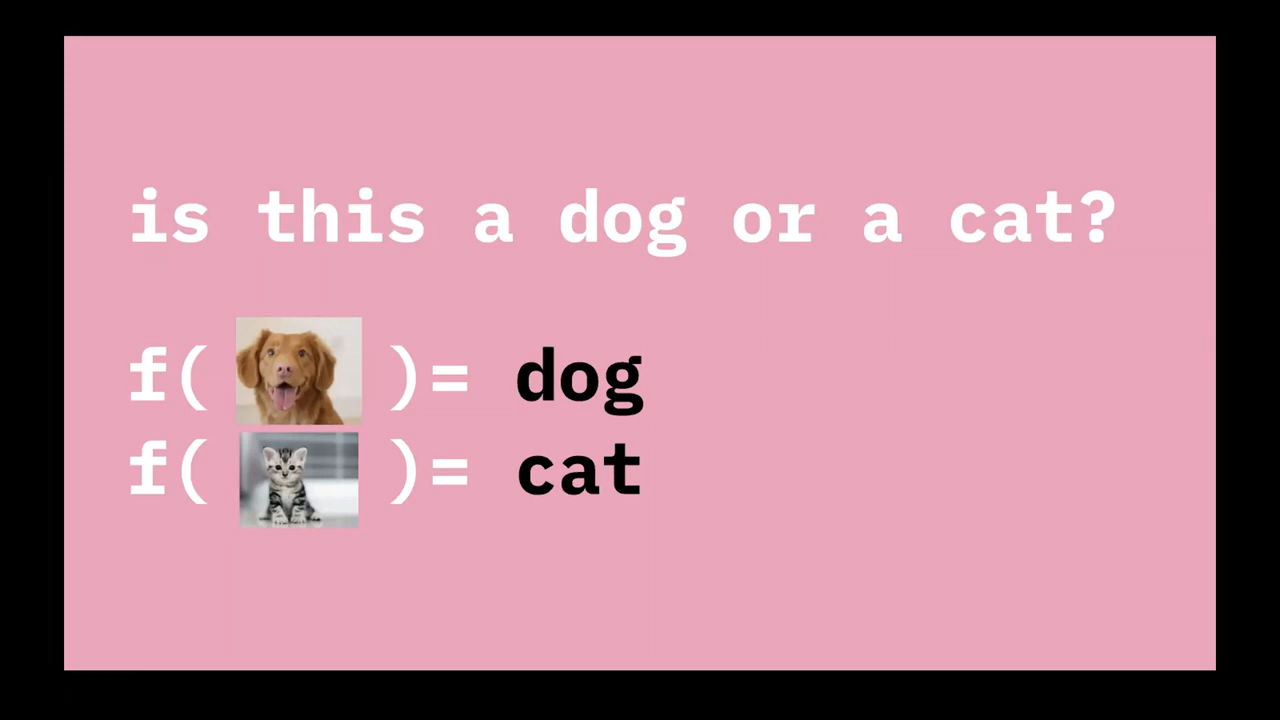 is this a dog or a cat?
f( )= dog
f( )= cat